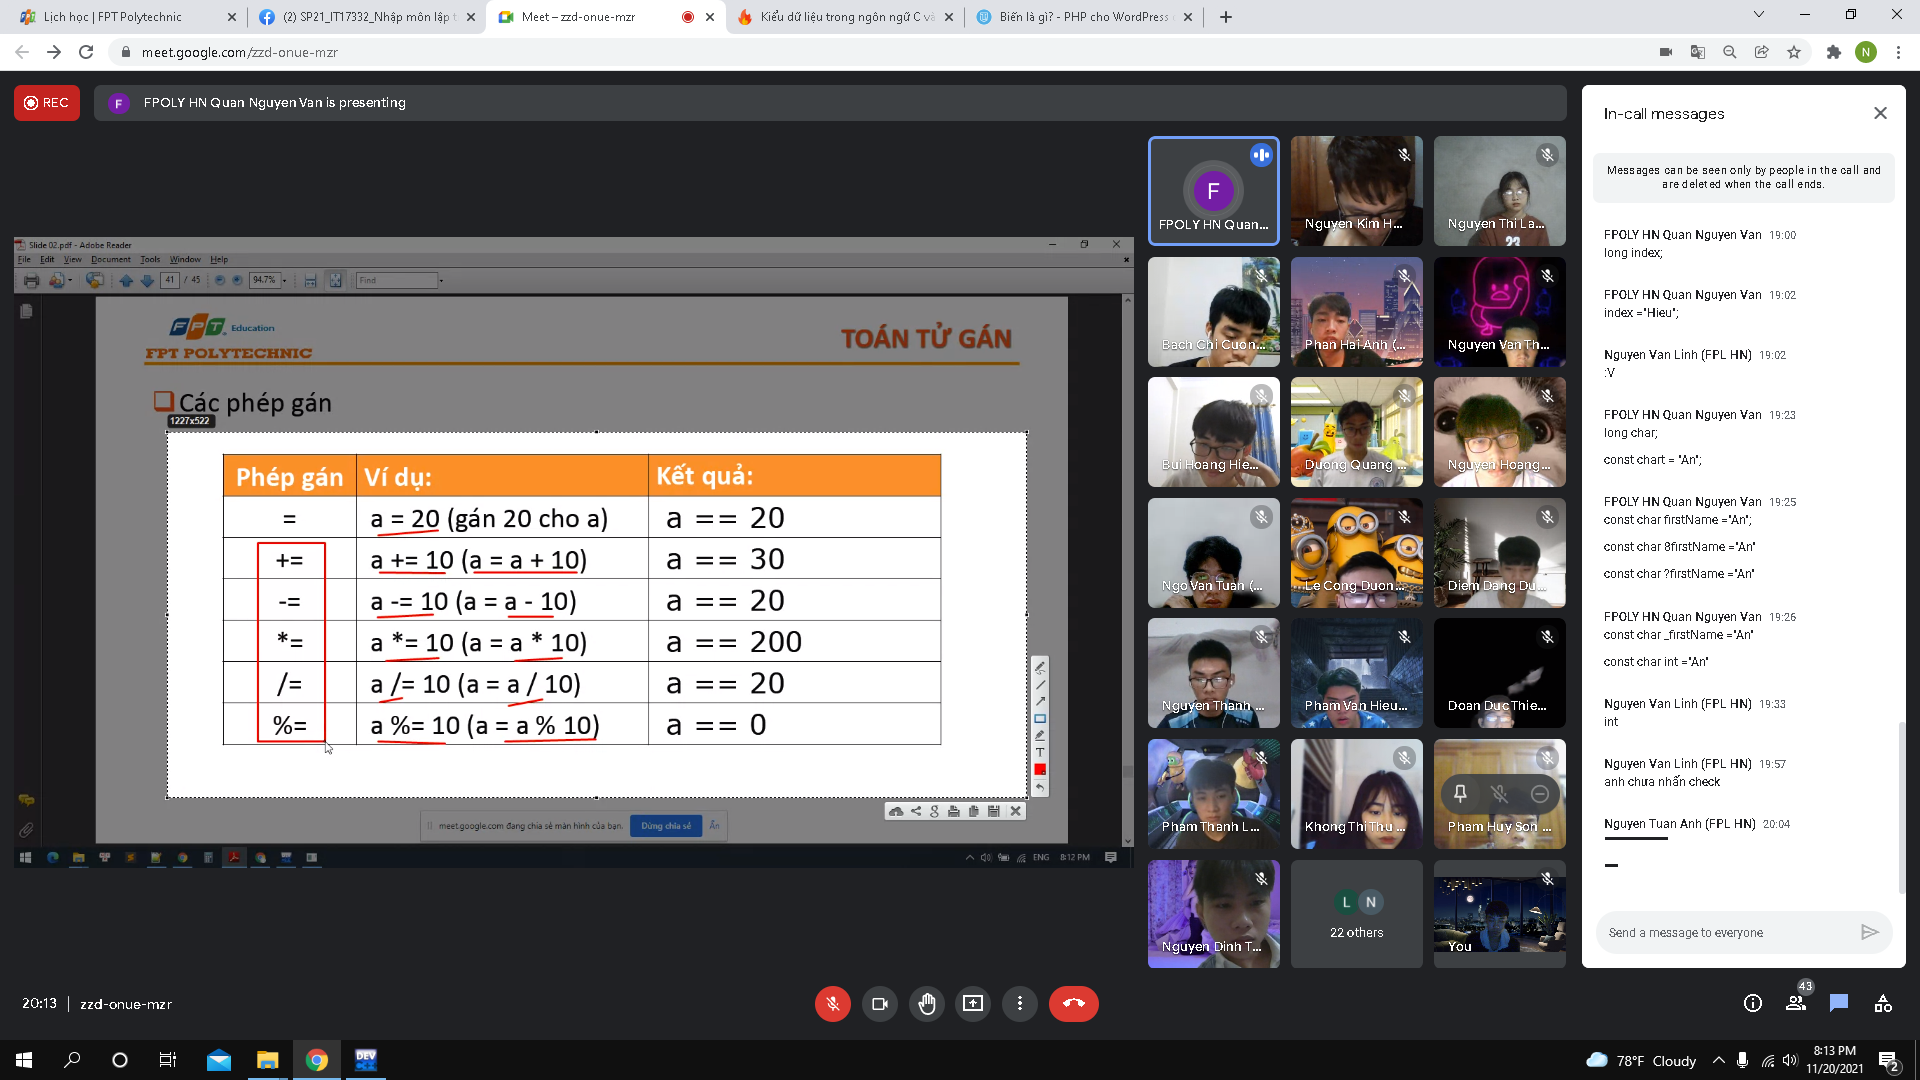 Lịch học | FPT Polytechnic
(2) SP21_IT17332_Nhập môn lập t
Meet – zzd-onue-mzr
Kiểu dữ liệu trong ngôn ngữ C và
Biến là gì? - PHP cho WordPress
meet.google.com/zzd-onue-mzr
N
REC
F
FPOLY HN Quan Nguyen Van is presenting
Slide 02.pdf - Adobe Reader
File Edit View Document Tools Window Help
41 / 45
94.7%
Find
FPT. Education
FPT POLYTECHNIC
TOÁN TỬ GÁN
Các phép gán
1227x522
Phép gán Ví dụ: Kết quả:
= a = 20 (gán 20 cho a) a == 20
+= a += 10 (a = a + 10) a == 30
-= a -= 10 (a = a - 10) a == 20
*= a *= 10 (a = a * 10) a == 200
/= a /= 10 (a = a / 10) a == 20
%= a %= 10 (a = a % 10) a == 0
T
meet.google.com đang chia sẻ màn hình của bạn.
Dừng chia sẻ
Ẩn
ENG 8:12 PM
F
FPOLY HN Quan...
Nguyen Kim H...
Nguyen Thi La...
23
Bach Chi Cuon...
Phan Hai Anh (...
Nguyen Van Th...
Bui Hoang Hie...
Duong Quang ...
Nguyen Hoang...
Ngo Van Tuan (...
Le Cong Duon...
Diem Dang Du...
Nguyen Thanh ...
Pham Van Hieu...
Doan Duc Thie...
Pham Thanh L...
Khong Thi Thu ...
Pham Huy Son ...
Nguyen Dinh T...
L N
22 others
You
In-call messages
Messages can be seen only by people in the call and
are deleted when the call ends.
FPOLY HN Quan Nguyen Van 19:00
long index;
FPOLY HN Quan Nguyen Van 19:02
index ="Hieu";
Nguyen Van Linh (FPL HN) 19:02
:V
FPOLY HN Quan Nguyen Van 19:23
long char;
const chart = "An";
FPOLY HN Quan Nguyen Van 19:25
const char firstName ="An";
const char 8firstName ="An"
const char ?firstName ="An"
FPOLY HN Quan Nguyen Van 19:26
const char _firstName ="An"
const char int ="An"
Nguyen Van Linh (FPL HN) 19:33
int
Nguyen Van Linh (FPL HN) 19:57
anh chưa nhấn check
Nguyen Tuan Anh (FPL HN) 20:04
Send a message to everyone
20:13 | zzd-onue-mzr
43
DEV
78°F Cloudy
8:13 PM
11/20/2021
2